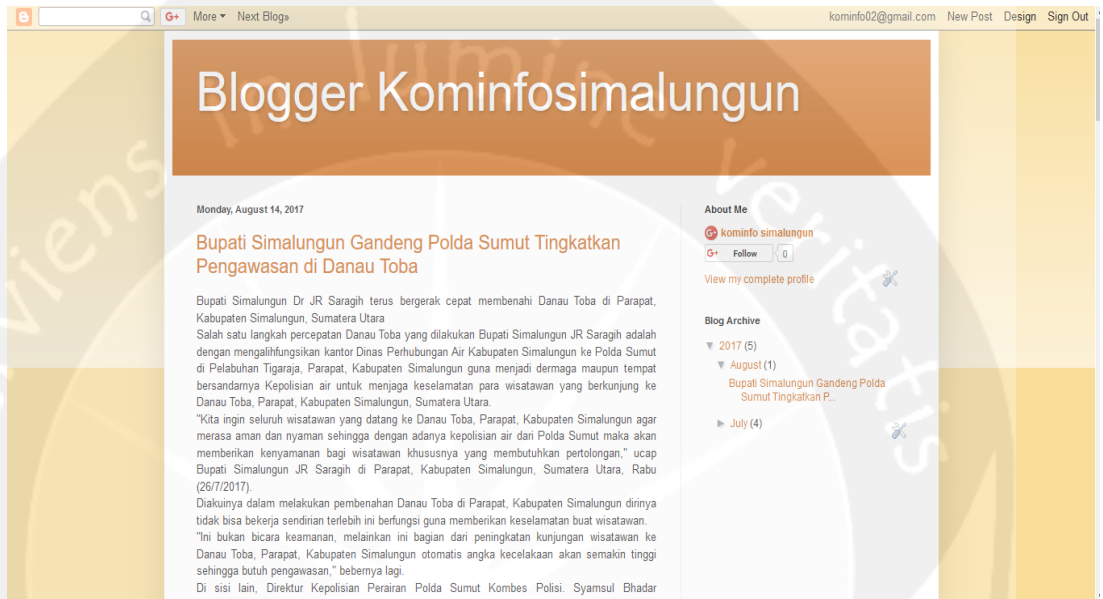 More Next Blog» kominfo02@gmail.com New Post Design Sign Out
Blogger Kominfosimalungun
Monday, August 14, 2017
Bupati Simalungun Gandeng Polda Sumut Tingkatkan
Pengawasan di Danau Toba
Bupati Simalungun Dr JR Saragih terus bergerak cepat membenahi Danau Toba di Parapat,
Kabupaten Simalungun, Sumatera Utara
Salah satu langkah percepatan Danau Toba yang dilakukan Bupati Simalungun JR Saragih adalah
dengan mengalihfungsikan kantor Dinas Perhubungan Air Kabupaten Simalungun ke Polda Sumut
di Pelabuhan Tigaraja, Parapat, Kabupaten Simalungun guna menjadi dermaga maupun tempat
bersandarnya Kepolisian air untuk menjaga keselamatan para wisatawan yang berkunjung ke
Danau Toba, Parapat, Kabupaten Simalungun, Sumatera Utara.
"Kita ingin seluruh wisatawan yang datang ke Danau Toba, Parapat, Kabupaten Simalungun agar
merasa aman dan nyaman sehingga dengan adanya kepolisian air dari Polda Sumut maka akan
memberikan kenyamanan bagi wisatawan khususnya yang membutuhkan pertolongan," ucap
Bupati Simalungun JR Saragih di Parapat, Kabupaten Simalungun, Sumatera Utara, Rabu
(26/7/2017).
Diakuinya dalam melakukan pembenahan Danau Toba di Parapat, Kabupaten Simalungun dirinya
tidak bisa bekerja sendirian terlebih ini berfungsi guna memberikan keselamatan buat wisatawan.
"Ini bukan bicara keamanan, melainkan ini bagian dari peningkatan kunjungan wisatawan ke
Danau Toba, Parapat, Kabupaten Simalungun otomatis angka kecelakaan akan semakin tinggi
sehingga butuh pengawasan," bebernya lagi.
Di sisi lain, Direktur Kepolisian Perairan Polda Sumut Kombes Polisi. Syamsul Bhadar
About Me
kominfo simalungun
G+ Follow 0
View my complete profile
Blog Archive
▼ 2017 (5)
▼ August (1)
Bupati Simalungun Gandeng Polda
Sumut Tingkatkan P...
► July (4)
viens in lumine veritatis